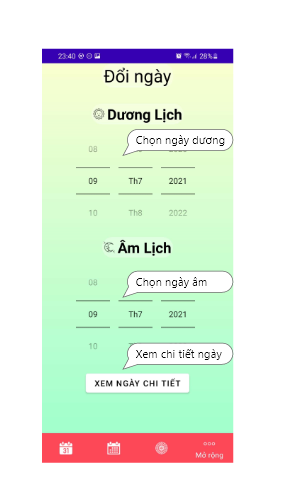 23:40 28%
Đổi ngày
Dương Lịch
Chọn ngày dương
08
09 Th7 2021
10 Th8 2022
Âm Lịch
Chọn ngày âm
08
09 Th7 2021
10
Xem chi tiết ngày
XEM NGÀY CHI TIẾT
31
Mở rộng